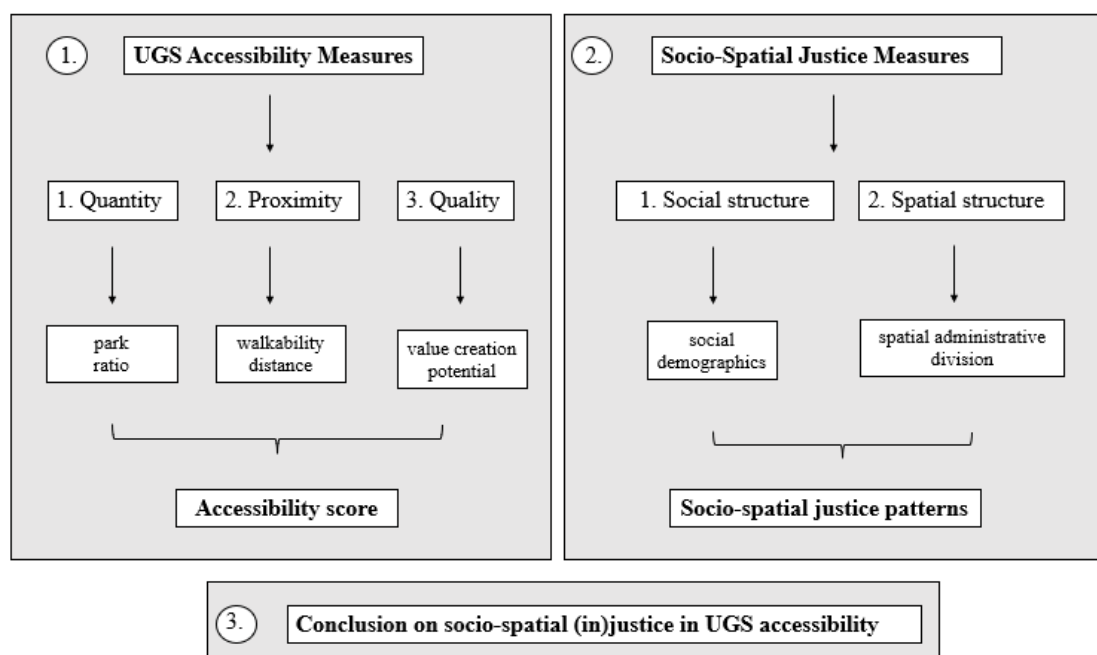 1.
UGS Accessibility Measures
1. Quantity
2. Proximity
3. Quality
park
ratio
walkability
distance
value creation
potential
Accessibility score
2.
Socio-Spatial Justice Measures
1. Social structure
2. Spatial structure
social
demographics
spatial administrative
division
Socio-spatial justice patterns
3.
Conclusion on socio-spatial (in)justice in UGS accessibility